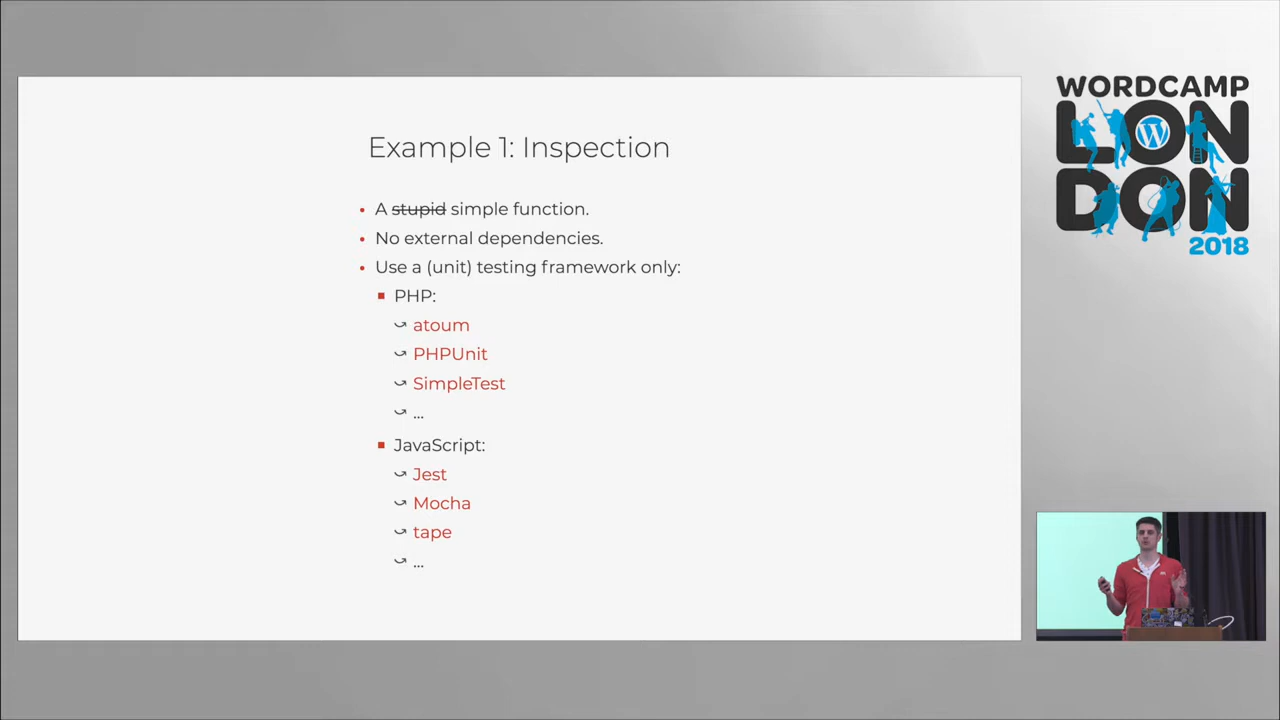 Example 1: Inspection
• A stupid simple function.
• No external dependencies.
• Use a (unit) testing framework only:
▪ PHP:
⤻ atoum
⤻ PHPUnit
⤻ SimpleTest
⤻ ...
▪ JavaScript:
⤻ Jest
⤻ Mocha
⤻ tape
⤻ ...
WORDCAMP
LON
DON
2018